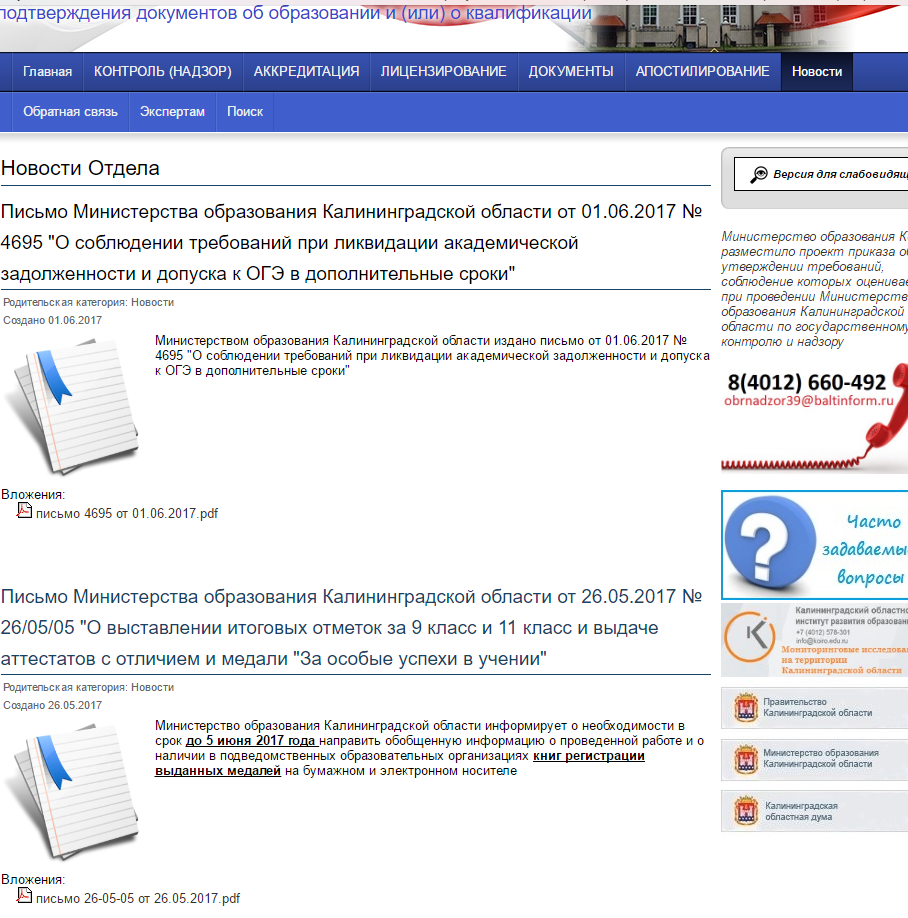 подтверждения документов об образовании и (или) о квалификации
Главная
КОНТРОЛЬ (НАДЗОР)
АККРЕДИТАЦИЯ
ЛИЦЕНЗИРОВАНИЕ
ДОКУМЕНТЫ
АПОСТИЛИРОВАНИЕ
Новости
Обратная связь
Экспертам
Поиск
Новости Отдела
Письмо Министерства образования Калининградской области от 01.06.2017 №
4695 "О соблюдении требований при ликвидации академической
задолженности и допуска к ОГЭ в дополнительные сроки"
Родительская категория: Новости
Создано 01.06.2017
Министерством образования Калининградской области издано письмо от 01.06.2017 №
4695 "О соблюдении требований при ликвидации академической задолженности и допуска
к ОГЭ в дополнительные сроки"
Вложения:
письмо 4695 от 01.06.2017.pdf
Письмо Министерства образования Калининградской области от 26.05.2017 №
26/05/05 "О выставлении итоговых отметок за 9 класс и 11 класс и выдаче
аттестатов с отличием и медали "За особые успехи в учении"
Родительская категория: Новости
Создано 26.05.2017
Министерство образования Калининградской области информирует о необходимости в
срок до 5 июня 2017 года направить обобщенную информацию о проведенной работе и о
наличии в подведомственных образовательных организациях книг регистрации
выданных медалей на бумажном и электронном носителе
Вложения:
письмо 26-05-05 от 26.05.2017.pdf
Версия для слабовидящ
Министерство образования К
разместило проект приказа о
утверждении требований,
соблюдение которых оценивае
при проведении Министерств
образования Калининградской
области по государственному
контролю и надзору
8(4012) 660-492
obrnadzor39@baltinform.ru
Часто
задаваемы
вопросы
Калининградский областно
институт развития образован
+7 (4012) 578-301
info@koiro.edu.ru
Мониторинговые исследова
на территории
Калининградской области
Правительство
Калининградской области
Министерство образования
Калининградской области
Калининградская
областная дума